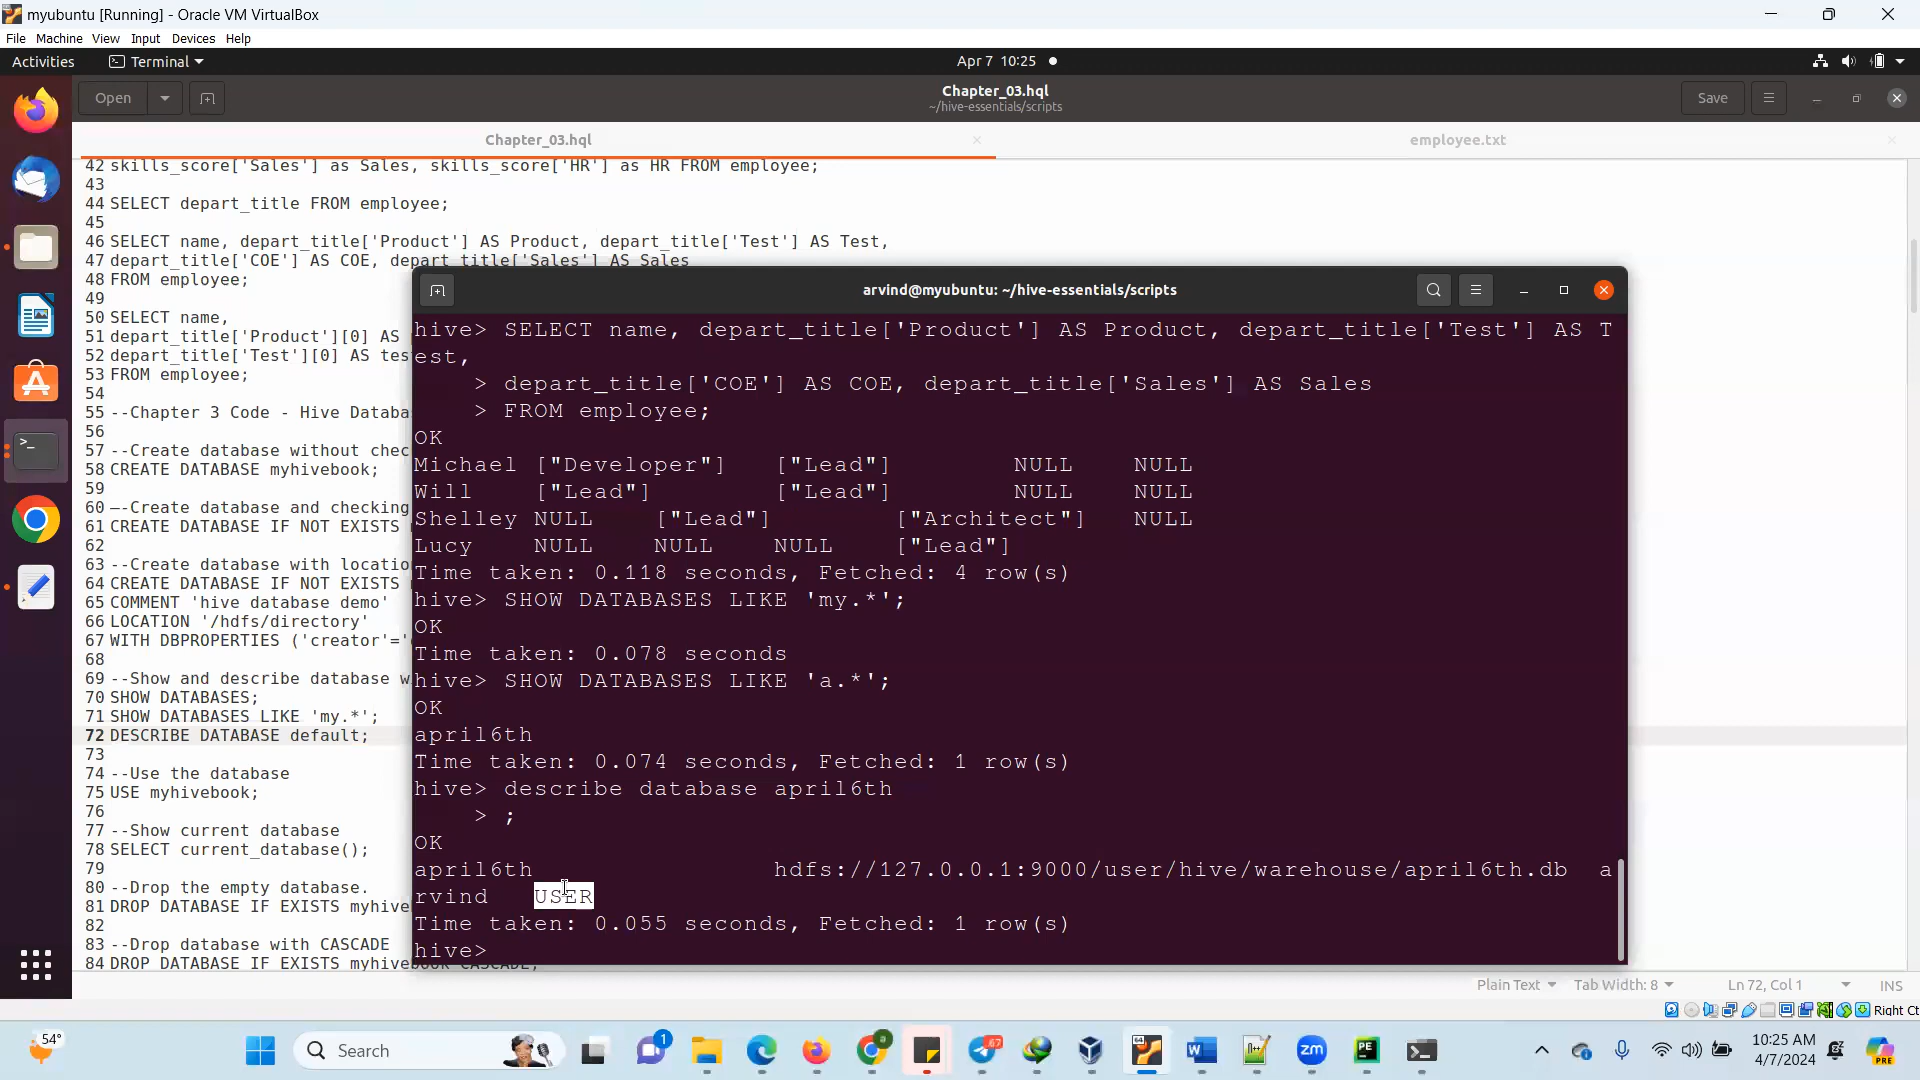 myubuntu [Running] - Oracle VM VirtualBox
File Machine View Input Devices Help
Activities Terminal Apr 7 10:25
Open Chapter_03.hql Save
~/hive-essentials/scripts
Chapter_03.hql employee.txt
42 skills_score['Sales'] as Sales, skills_score['HR'] as HR FROM employee;
43
44 SELECT depart_title FROM employee;
45
46 SELECT name, depart_title['Product'] AS Product, depart_title['Test'] AS Test,
47 depart_title['COE'] AS COE, depart_title['Sales'] AS Sales
48 FROM employee;
49
50 SELECT name,
51 depart_title['Product'][0] AS
52 depart_title['Test'][0] AS tes
53 FROM employee;
54
55 --Chapter 3 Code - Hive Databa
56
57 --Create database without chec
58 CREATE DATABASE myhivebook;
59
60 --Create database and checking
61 CREATE DATABASE IF NOT EXISTS
62
63 --Create database with locatio
64 CREATE DATABASE IF NOT EXISTS
65 COMMENT 'hive database demo'
66 LOCATION '/hdfs/directory'
67 WITH DBPROPERTIES ('creator'='
68
69 --Show and describe database w
70 SHOW DATABASES;
71 SHOW DATABASES LIKE 'my.*';
72 DESCRIBE DATABASE default;
73
74 --Use the database
75 USE myhivebook;
76
77 --Show current database
78 SELECT current_database();
79
80 --Drop the empty database.
81 DROP DATABASE IF EXISTS myhive
82
83 --Drop database with CASCADE
84 DROP DATABASE IF EXISTS myhivebook CASCADE;
arvind@myubuntu: ~/hive-essentials/scripts
hive> SELECT name, depart_title['Product'] AS Product, depart_title['Test'] AS T
est,
> depart_title['COE'] AS COE, depart_title['Sales'] AS Sales
> FROM employee;
OK
Michael ["Developer"] ["Lead"] NULL NULL
Will ["Lead"] ["Lead"] NULL NULL
Shelley NULL ["Lead"] ["Architect"] NULL
Lucy NULL NULL NULL ["Lead"]
Time taken: 0.118 seconds, Fetched: 4 row(s)
hive> SHOW DATABASES LIKE 'my.*';
OK
Time taken: 0.078 seconds
hive> SHOW DATABASES LIKE 'a.*';
OK
april6th
Time taken: 0.074 seconds, Fetched: 1 row(s)
hive> describe database april6th
> ;
OK
april6th hdfs://127.0.0.1:9000/user/hive/warehouse/april6th.db a
rvind USER
Time taken: 0.055 seconds, Fetched: 1 row(s)
hive>
Plain Text Tab Width: 8 Ln 72, Col 1 INS
Right Ct
54° Search 1 67 10:25 AM
4/7/2024